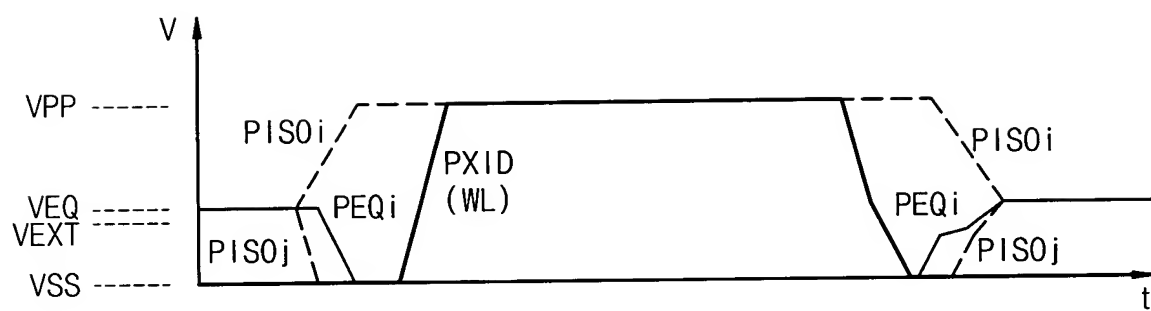 V
VPP
PISOi
PISOi
PXID
(WL)
VEQ
PEQi
PEQi
VEXT
PISOj
PISOj
VSS
t